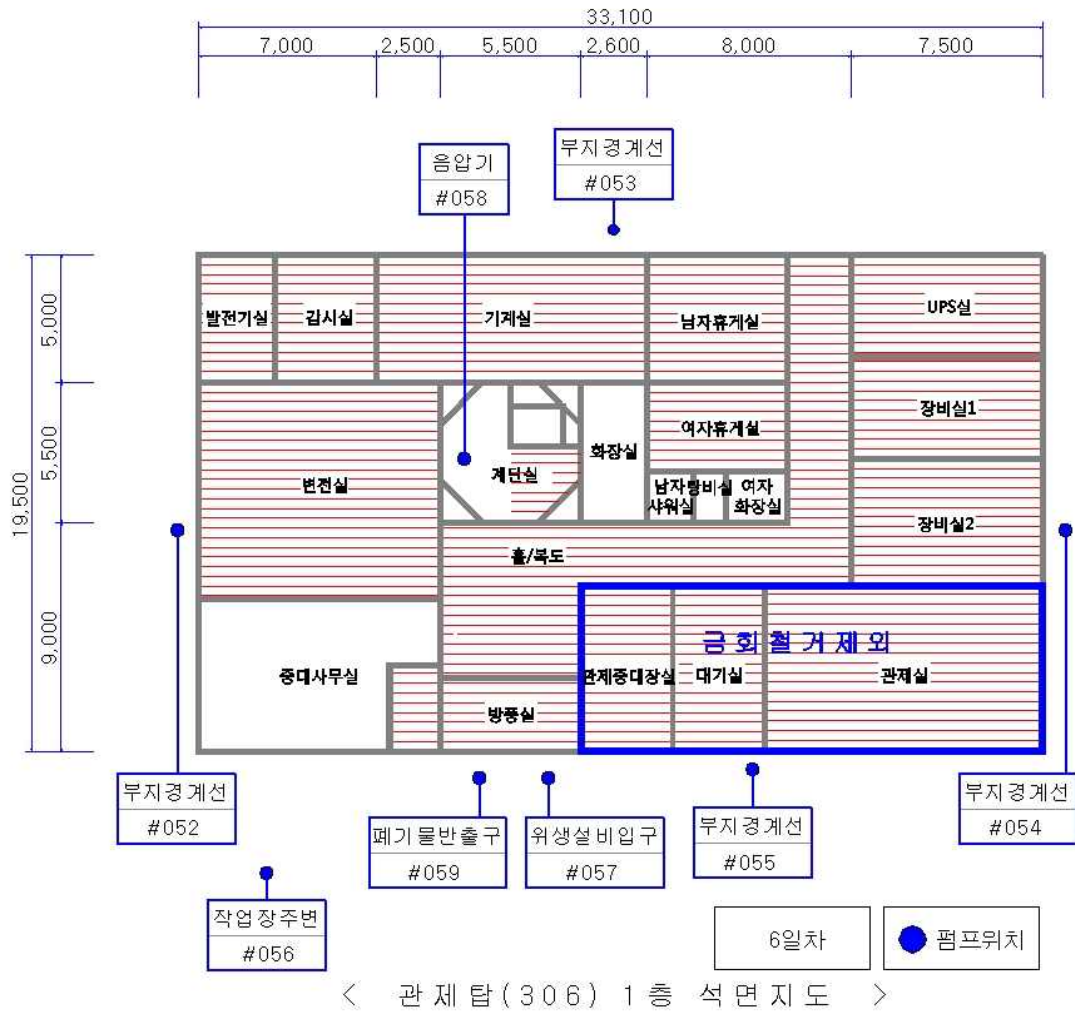 33,100
7,000 2,500 5,500 2,600 8,000 7,500
부지경계선
#053
음압기
#058
19,500
5,000
5,500
9,000
발전기실 감시실 기계실 남자휴게실 UPS실
장비실1
여자휴게실
화장실
계단실
변전실
남자
샤워실
탕비실
여자
화장실
장비실2
홀/복도
금회철거제외
중대사무실
관제중대장실 대기실 관제실
방풍실
부지경계선
#052
폐기물반출구
#059
위생설비입구
#057
부지경계선
#055
부지경계선
#054
작업장주변
#056
6일차
펌프위치
< 관제탑(306) 1층 석면지도 >